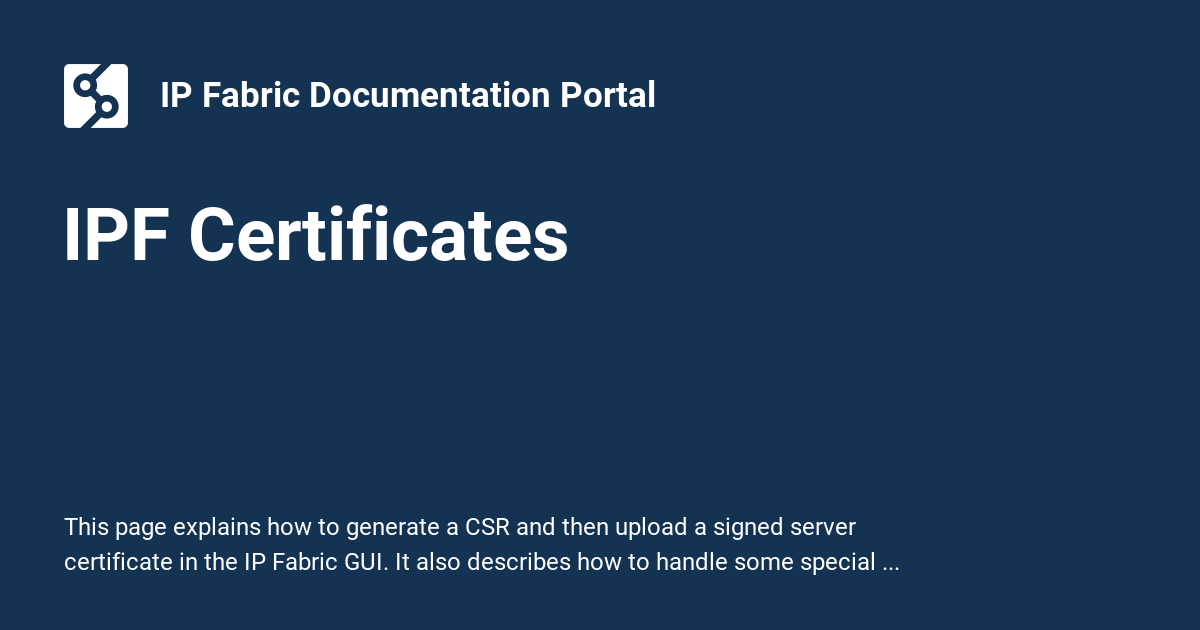 IP Fabric Documentation Portal
IPF Certificates
This page explains how to generate a CSR and then upload a signed server
certificate in the IP Fabric GUI. It also describes how to handle some special ...